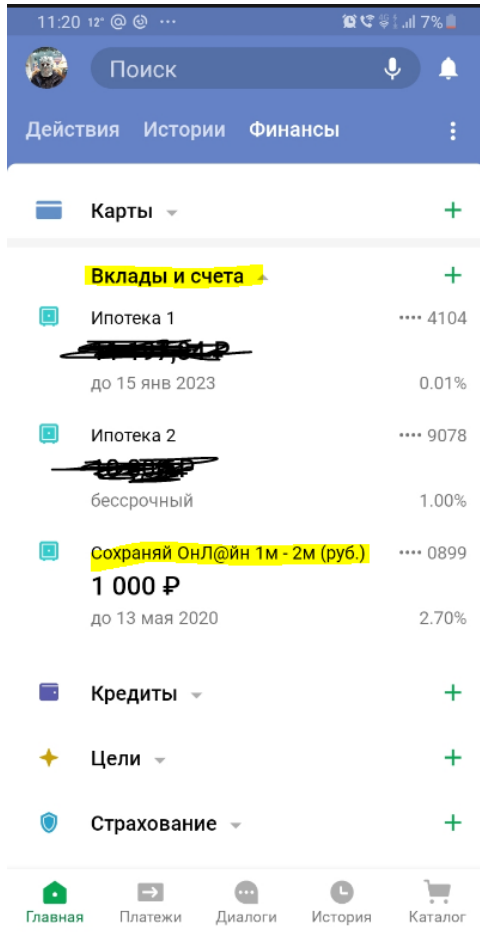 11:20 12° @ ··· 7%
Поиск
Действия Истории Финансы
Карты
Вклады и счета
Ипотека 1 •••• 4104
до 15 янв 2023 0.01%
Ипотека 2 •••• 9078
бессрочный 1.00%
Сохраняй ОнЛ@йн 1м - 2м (руб.) •••• 0899
1 000 ₽
до 13 мая 2020 2.70%
Кредиты
Цели
Страхование
Главная Платежи Диалоги История Каталог